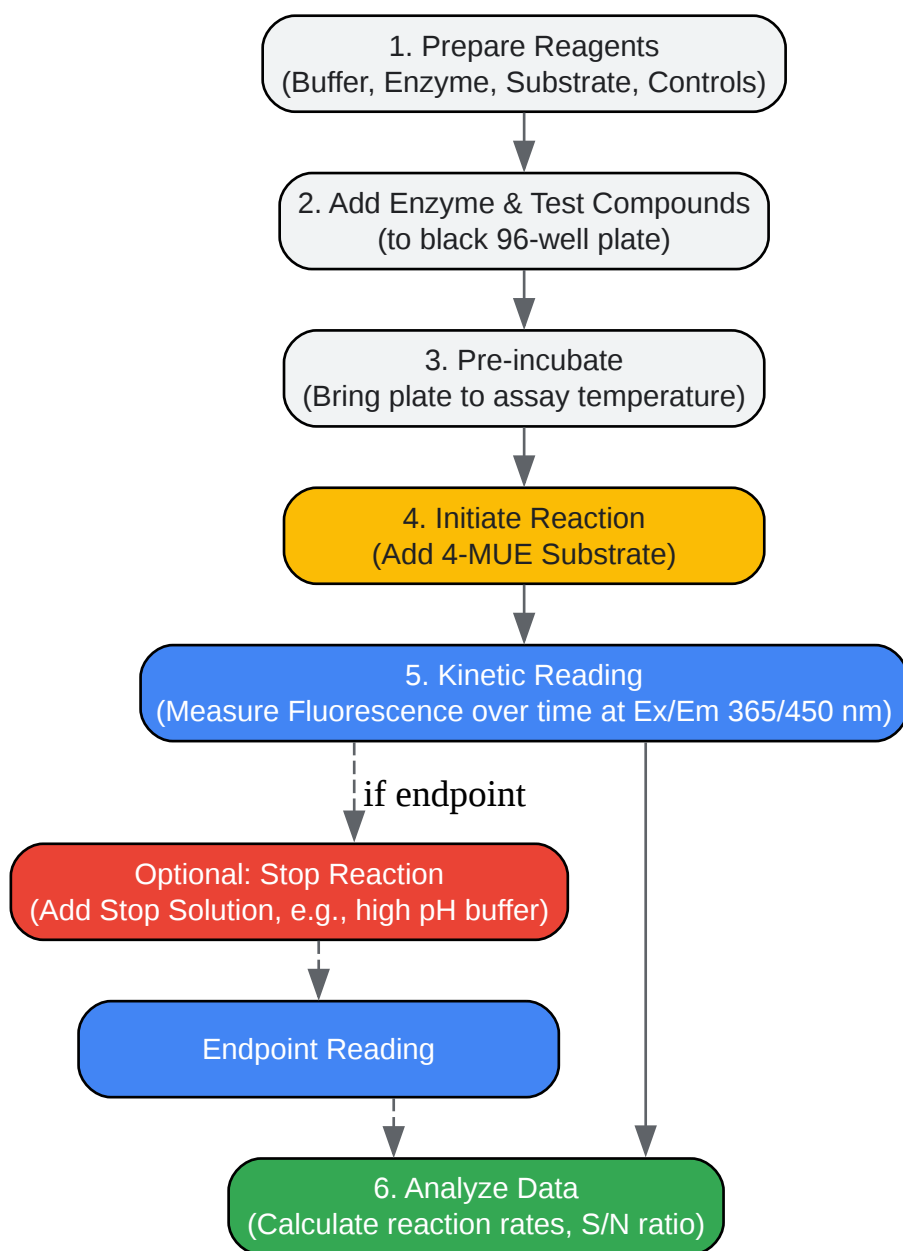 1. Prepare Reagents
(Buffer, Enzyme, Substrate, Controls)
2. Add Enzyme & Test Compounds
(to black 96-well plate)
3. Pre-incubate
(Bring plate to assay temperature)
4. Initiate Reaction
(Add 4-MUE Substrate)
5. Kinetic Reading
(Measure Fluorescence over time at Ex/Em 365/450 nm)
if endpoint
Optional: Stop Reaction
(Add Stop Solution, e.g., high pH buffer)
Endpoint Reading
6. Analyze Data
(Calculate reaction rates, S/N ratio)